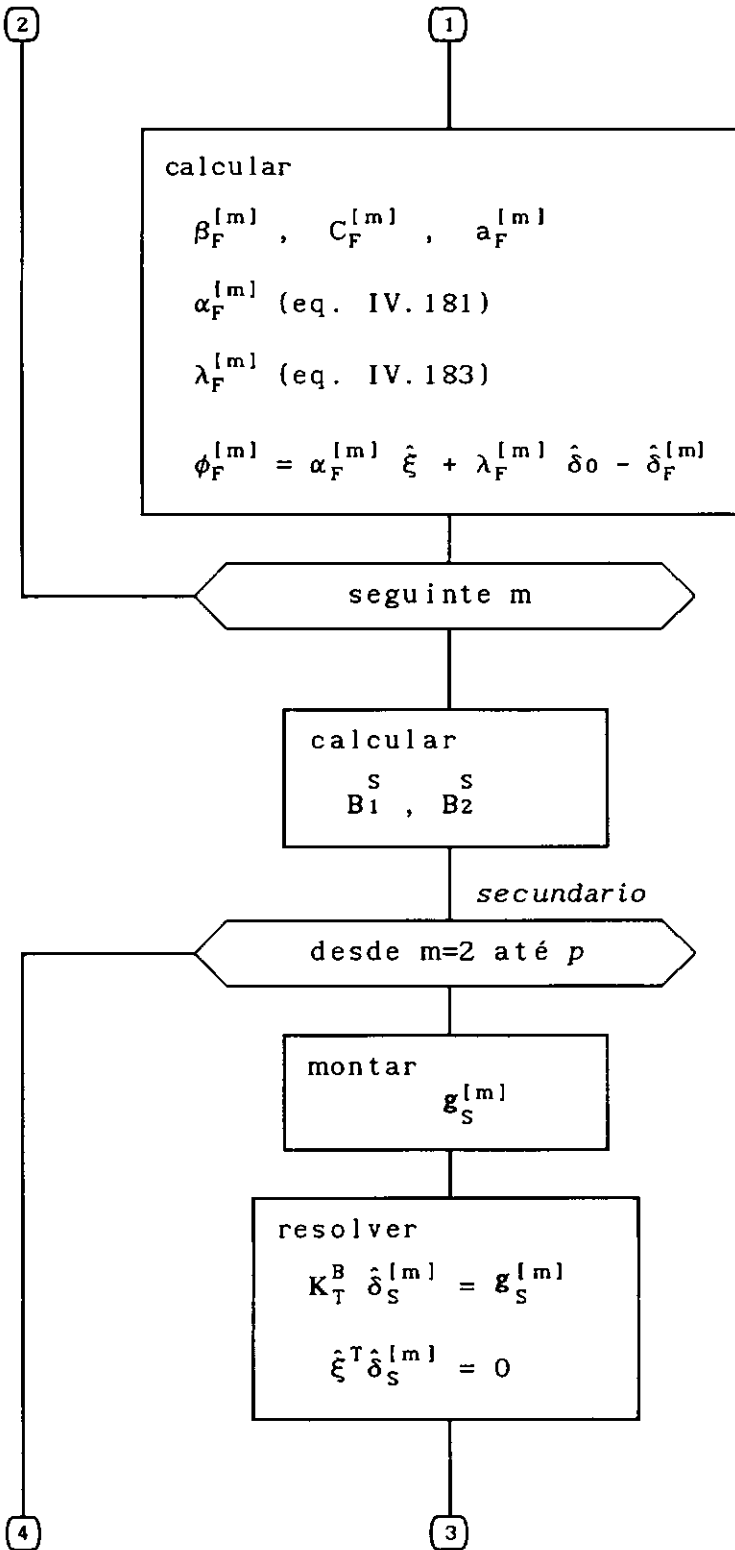 2 1
calcular
β_F^[m] , C_F^[m] , a_F^[m]
α_F^[m] (eq. IV.181)
λ_F^[m] (eq. IV.183)
ϕ_F^[m] = α_F^[m] ξ̂ + λ_F^[m] δ̂0 - δ̂_F^[m]
seguinte m
calcular
B1^S , B2^S
secundario
desde m=2 até p
montar
g_S^[m]
resolver
K_T^B δ̂_S^[m] = g_S^[m]
ξ̂^T δ̂_S^[m] = 0
4 3